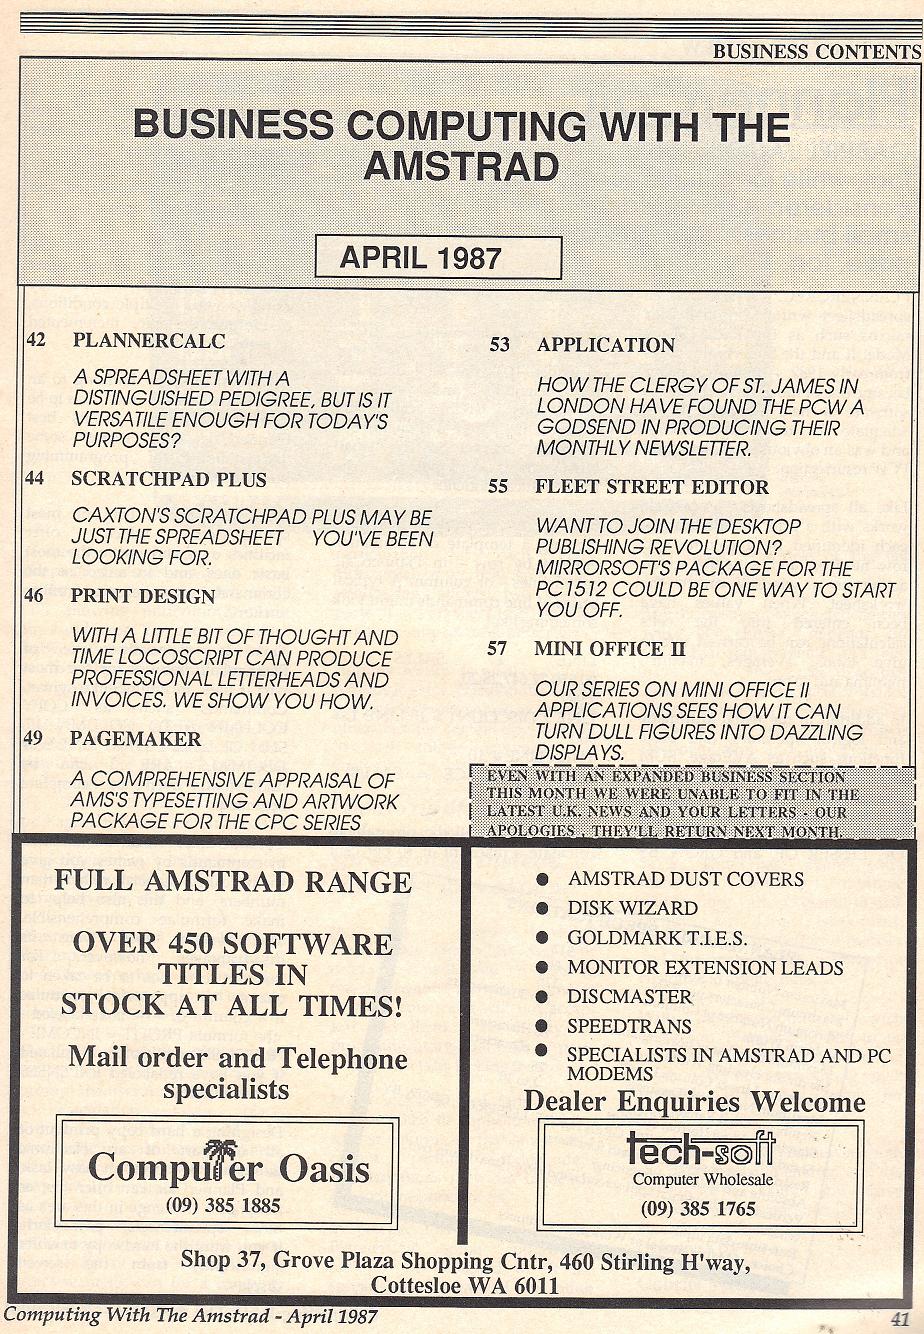 BUSINESS CONTENTS
BUSINESS COMPUTING WITH THE
AMSTRAD
APRIL 1987
42 PLANNERCALC
A SPREADSHEET WITH A
DISTINGUISHED PEDIGREE, BUT IS IT
VERSATILE ENOUGH FOR TODAY'S
PURPOSES?
44 SCRATCHPAD PLUS
CAXTON'S SCRATCHPAD PLUS MAY BE
JUST THE SPREADSHEET YOU'VE BEEN
LOOKING FOR.
46 PRINT DESIGN
WITH A LITTLE BIT OF THOUGHT AND
TIME LOCOSCRIPT CAN PRODUCE
PROFESSIONAL LETTERHEADS AND
INVOICES. WE SHOW YOU HOW.
49 PAGEMAKER
A COMPREHENSIVE APPRAISAL OF
AMS'S TYPESETTING AND ARTWORK
PACKAGE FOR THE CPC SERIES
53 APPLICATION
HOW THE CLERGY OF ST. JAMES IN
LONDON HAVE FOUND THE PCW A
GODSEND IN PRODUCING THEIR
MONTHLY NEWSLETTER.
55 FLEET STREET EDITOR
WANT TO JOIN THE DESKTOP
PUBLISHING REVOLUTION?
MIRRORSOFT'S PACKAGE FOR THE
PC1512 COULD BE ONE WAY TO START
YOU OFF.
57 MINI OFFICE II
OUR SERIES ON MINI OFFICE II
APPLICATIONS SEES HOW IT CAN
TURN DULL FIGURES INTO DAZZLING
DISPLAYS.
EVEN WITH AN EXPANDED BUSINESS SECTION
THIS MONTH WE WERE UNABLE TO FIT IN THE
LATEST U.K. NEWS AND YOUR LETTERS - OUR
APOLOGIES , THEY'LL RETURN NEXT MONTH.
FULL AMSTRAD RANGE
OVER 450 SOFTWARE
TITLES IN
STOCK AT ALL TIMES!
Mail order and Telephone
specialists
Computer Oasis
(09) 385 1885
● AMSTRAD DUST COVERS
● DISK WIZARD
● GOLDMARK T.I.E.S.
● MONITOR EXTENSION LEADS
● DISCMASTER
● SPEEDTRANS
● SPECIALISTS IN AMSTRAD AND PC
MODEMS
Dealer Enquiries Welcome
tech-soft
Computer Wholesale
(09) 385 1765
Shop 37, Grove Plaza Shopping Cntr, 460 Stirling H'way,
Cottesloe WA 6011
Computing With The Amstrad - April 1987
41